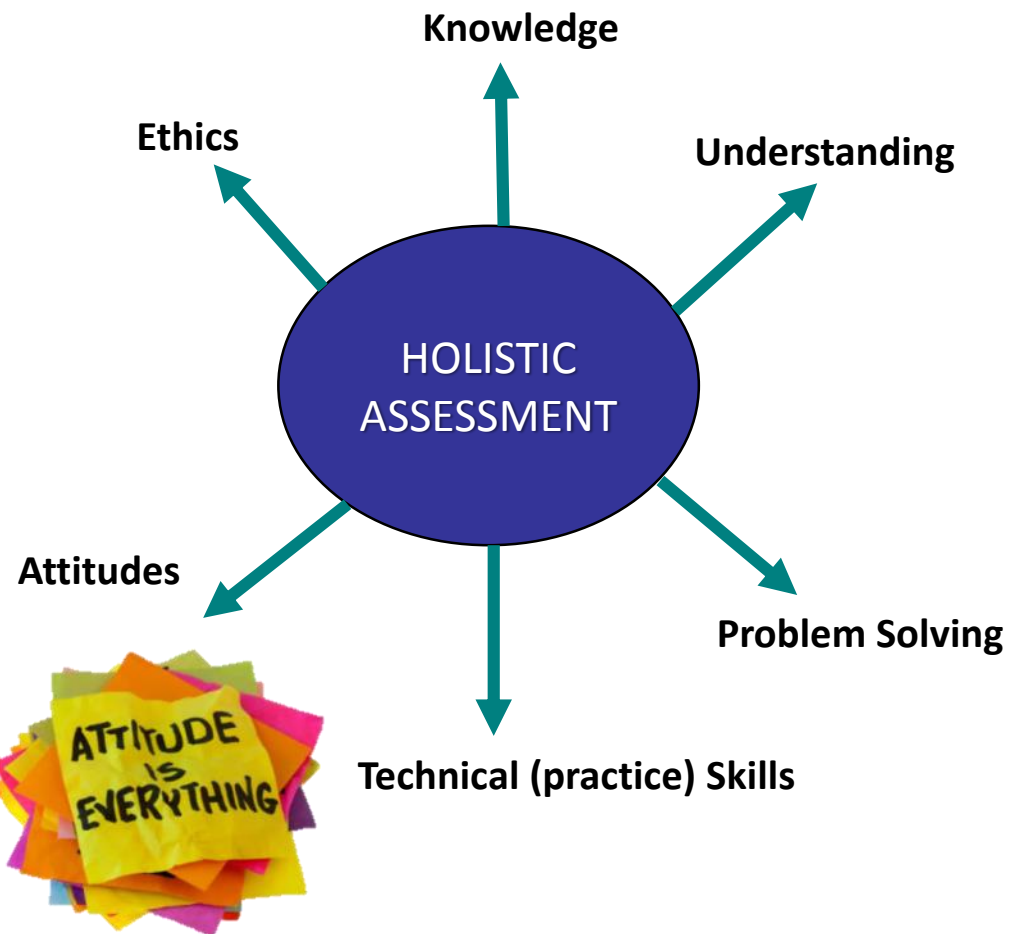 Knowledge
Ethics
Understanding
HOLISTIC
ASSESSMENT
Attitudes
Problem Solving
ATTITUDE
IS
EVERYTHING
Technical (practice) Skills